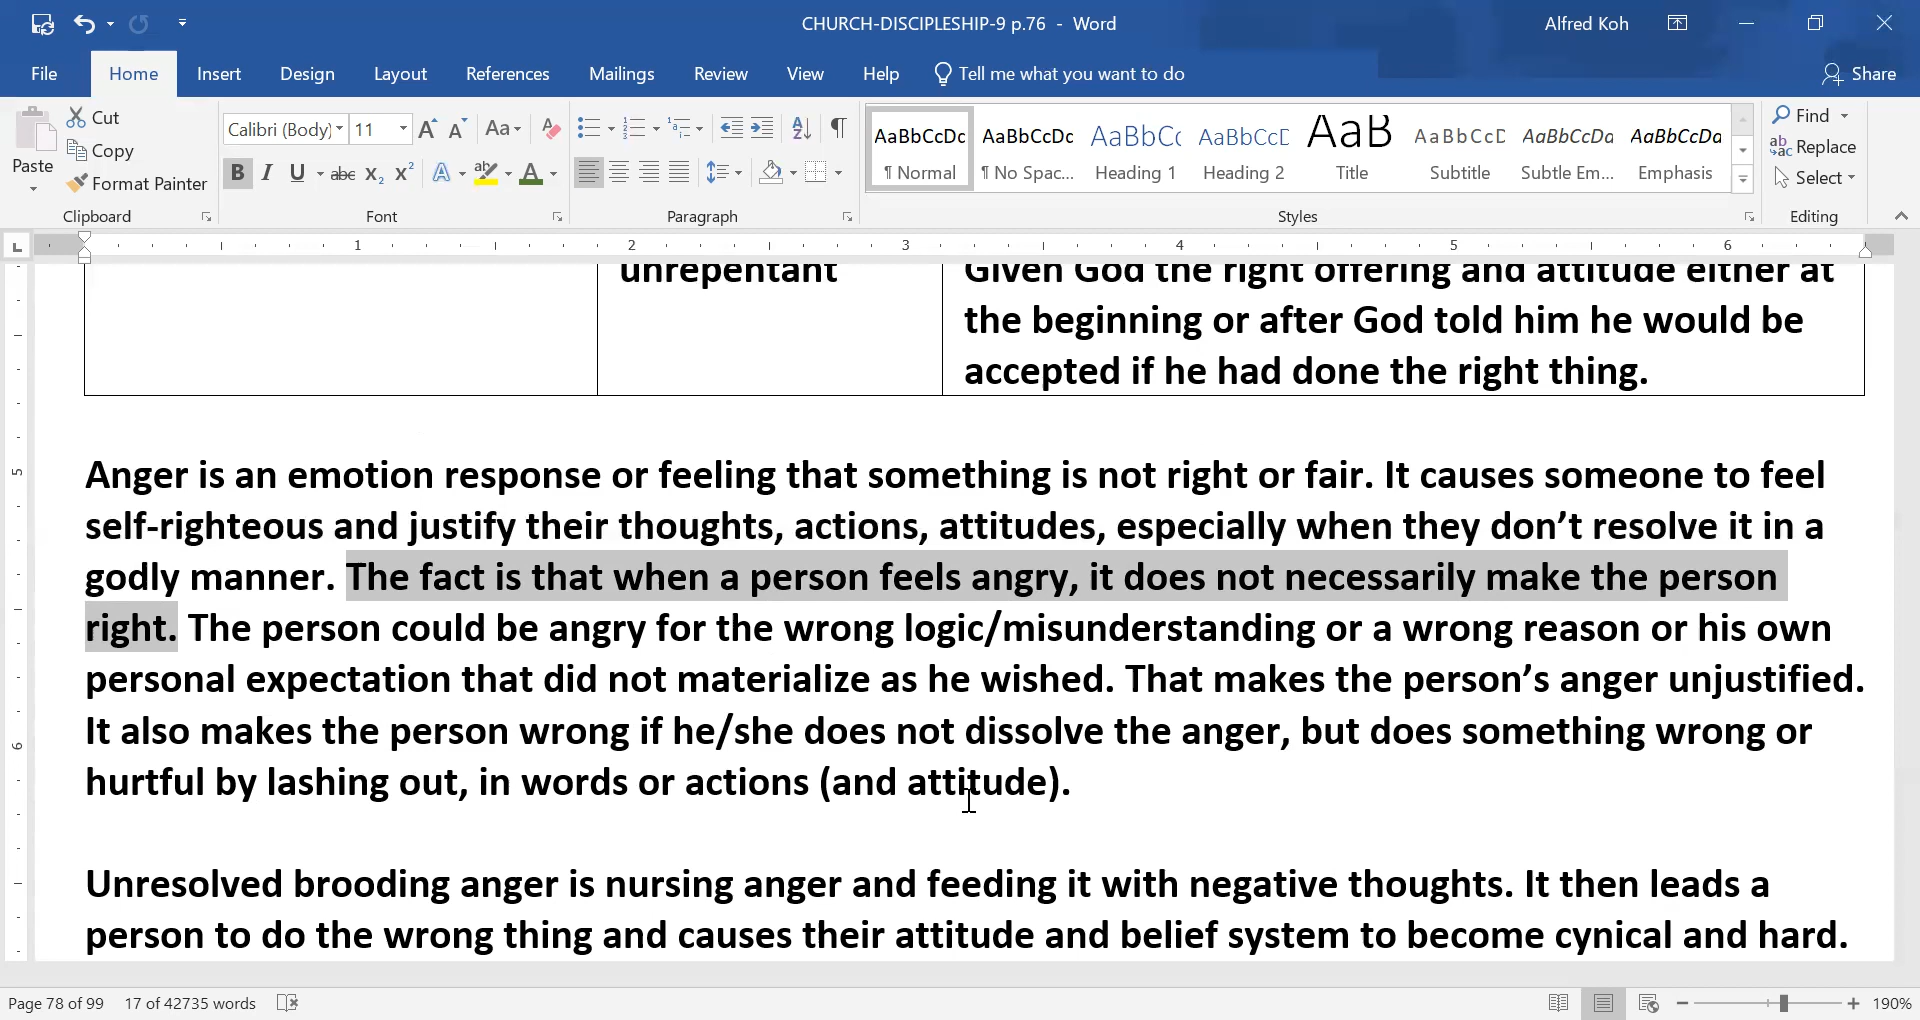 CHURCH-DISCIPLESHIP-9 p.76 - Word
Alfred Koh
File Home Insert Design Layout References Mailings Review View Help Tell me what you want to do Share
Paste
Cut
Copy
Format Painter
Clipboard
Calibri (Body) 11
Font
Paragraph
AaBbCcDc AaBbCcDc AaBbCc AaBbCcE AaB AaBbCcD AaBbCcDa AaBbCcDa
¶ Normal ¶ No Spac... Heading 1 Heading 2 Title Subtitle Subtle Em... Emphasis
Styles
Find
Replace
Select
Editing
1 2 3 4 5 6
unrepentant
Given God the right offering and attitude either at
the beginning or after God told him he would be
accepted if he had done the right thing.
Anger is an emotion response or feeling that something is not right or fair. It causes someone to feel
self-righteous and justify their thoughts, actions, attitudes, especially when they don’t resolve it in a
godly manner. The fact is that when a person feels angry, it does not necessarily make the person
right. The person could be angry for the wrong logic/misunderstanding or a wrong reason or his own
personal expectation that did not materialize as he wished. That makes the person’s anger unjustified.
It also makes the person wrong if he/she does not dissolve the anger, but does something wrong or
hurtful by lashing out, in words or actions (and attitude).
Unresolved brooding anger is nursing anger and feeding it with negative thoughts. It then leads a
person to do the wrong thing and causes their attitude and belief system to become cynical and hard.
5
6
Page 78 of 99 17 of 42735 words
190%